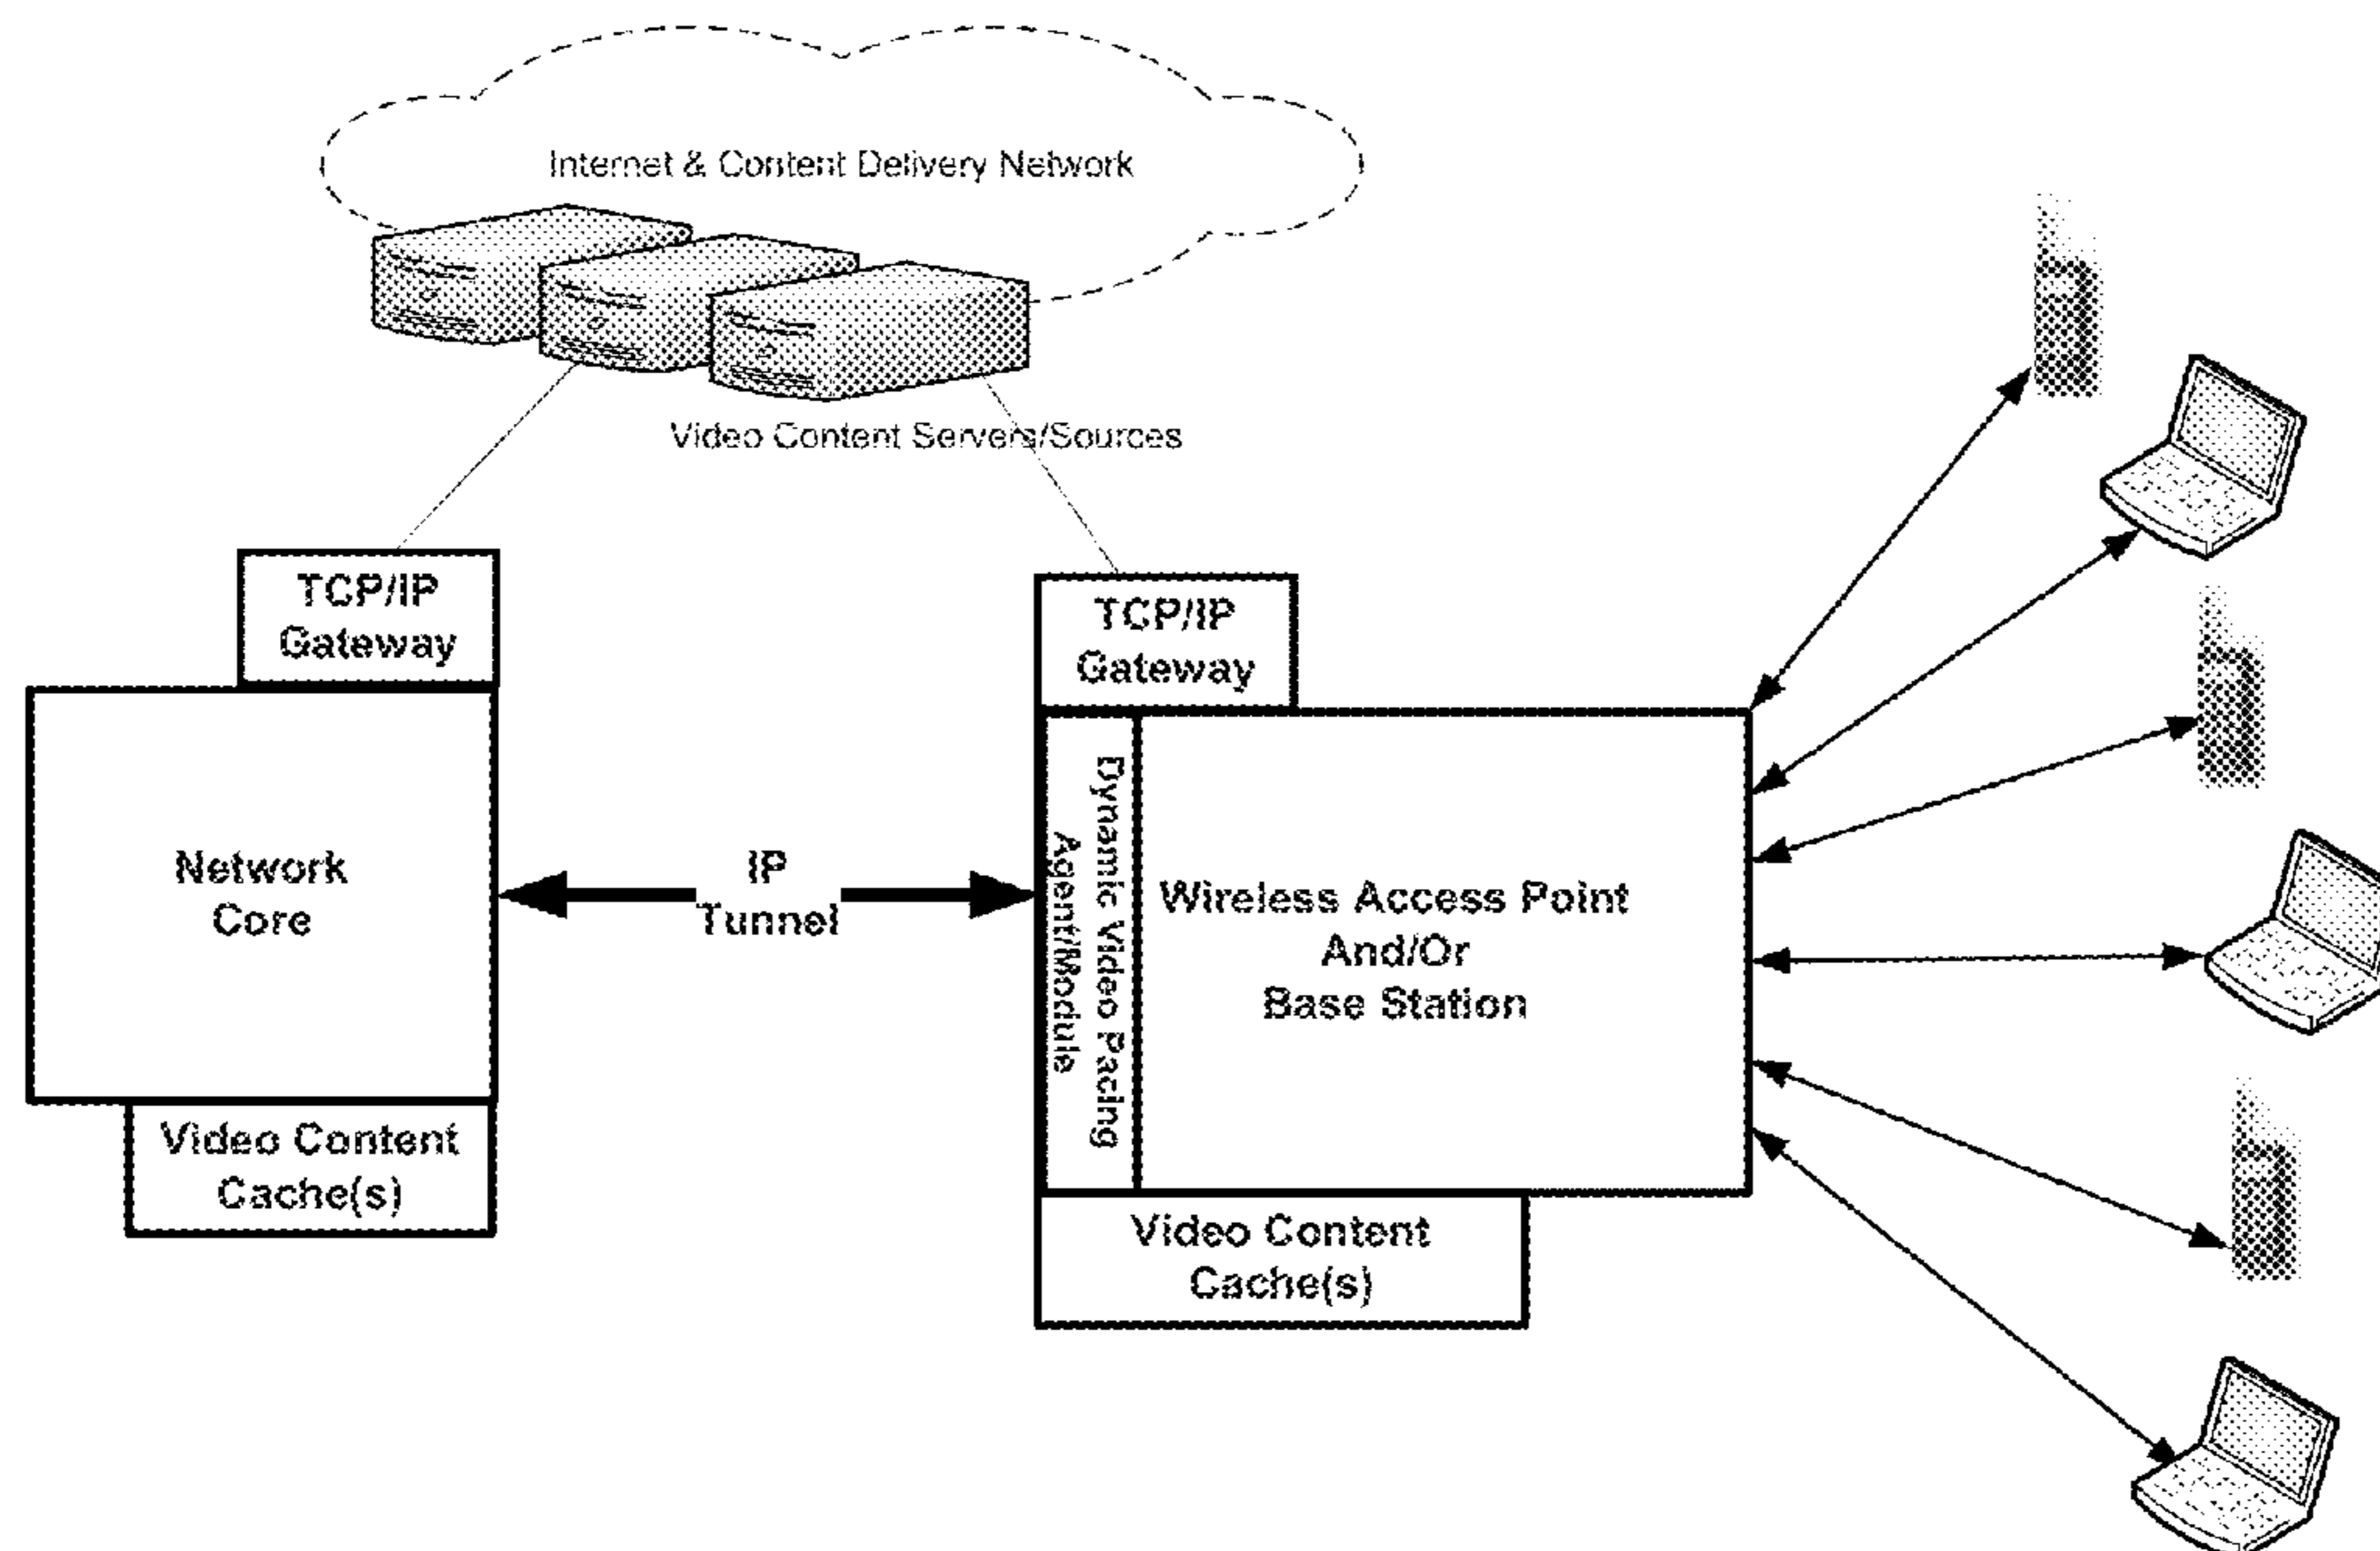 Internet & Content Delivery Network
Video Content Servers/Sources
TCP/IP
Gateway
TCP/IP
Gateway
Network
Core
IP
Tunnel
Dynamic Video Pacing
Agent/Module
Wireless Access Point
And/Or
Base Station
Video Content
Cache(s)
Video Content
Cache(s)